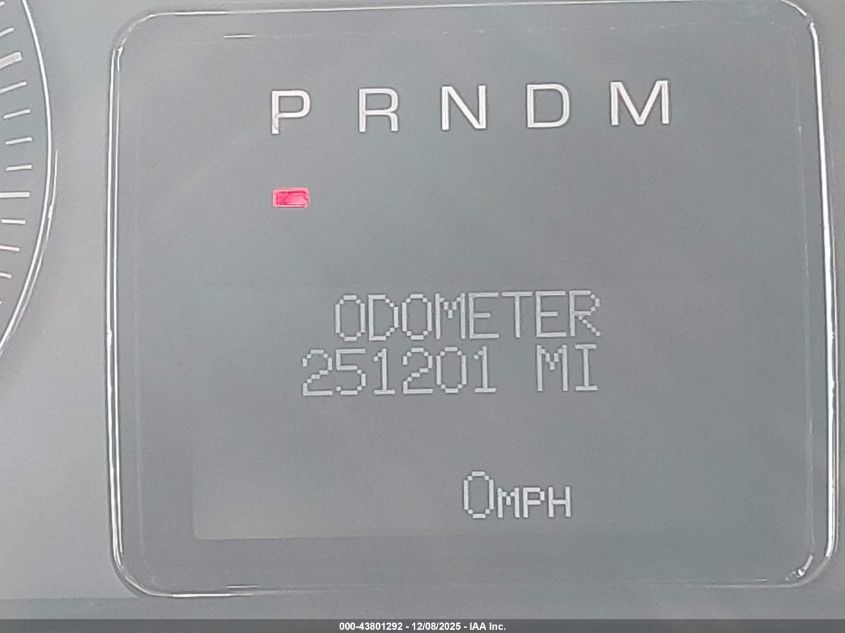 P R N D M
ODOMETER
251201 MI
0MPH
000-43801292 - 12/08/2025 - IAA Inc.